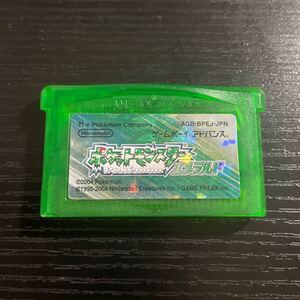 The Pokémon Company
AGB-BPEJ-JPN
Nintendo
ゲームボーイ アドバンス
ポケットモンスター
エメラルド
©2004 Pokémon.
©1995-2004 Nintendo/Creatures inc./GAME FREAK inc.